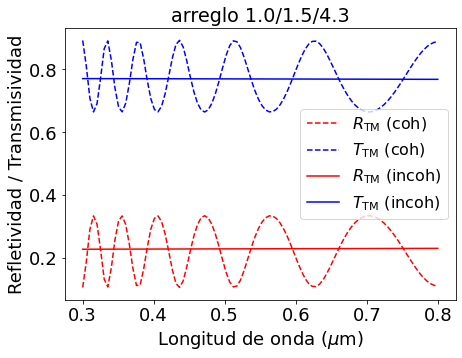 arreglo 1.0/1.5/4.3
Refletividad / Transmisividad
0.8
0.6
0.4
0.2
R_TM (coh)
T_TM (coh)
R_TM (incoh)
T_TM (incoh)
0.3 0.4 0.5 0.6 0.7 0.8
Longitud de onda (μm)